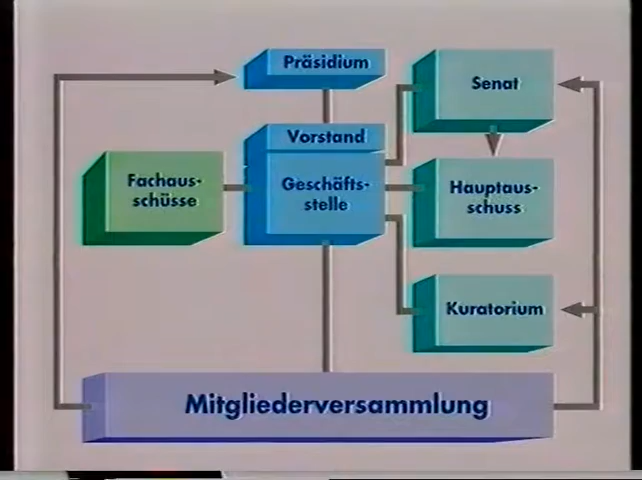 Präsidium
Senat
Vorstand
Fachaus-
schüsse
Geschäfts-
stelle
Hauptaus-
schuss
Kuratorium
Mitgliederversammlung